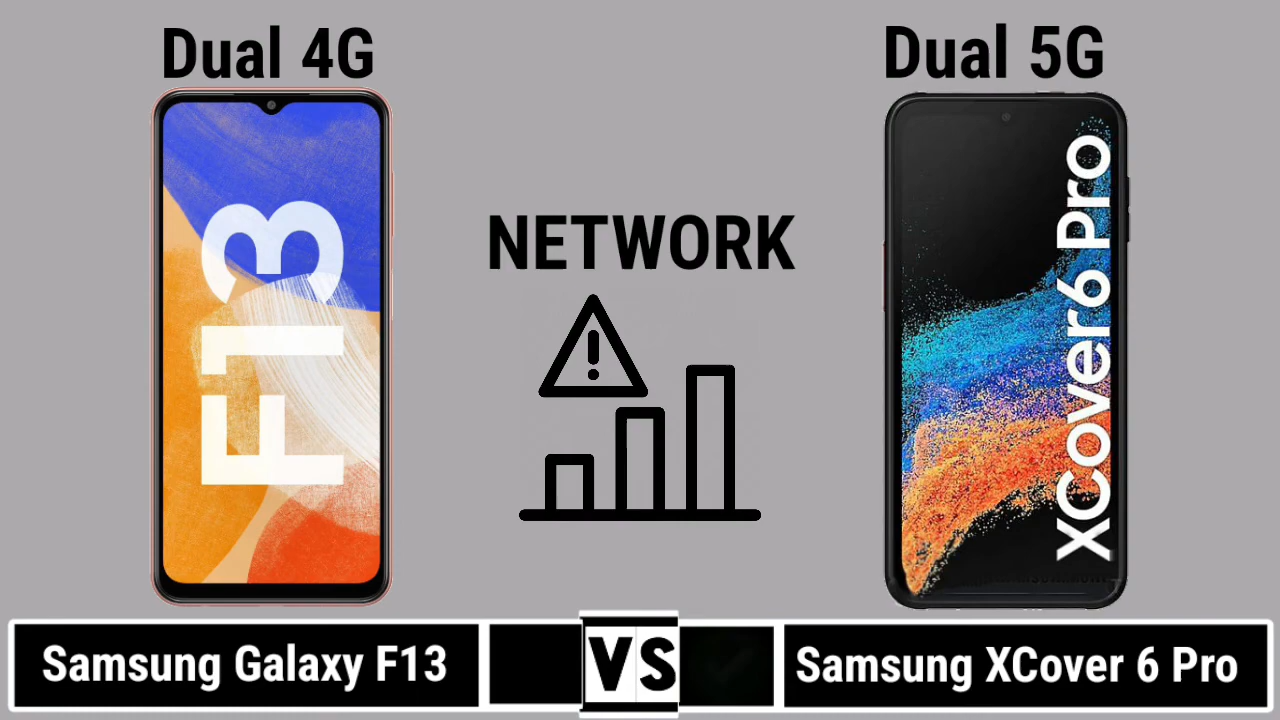 Dual 4G
Dual 5G
F13
XCover6 Pro
NETWORK
Samsung Galaxy F13
VS
Samsung XCover 6 Pro